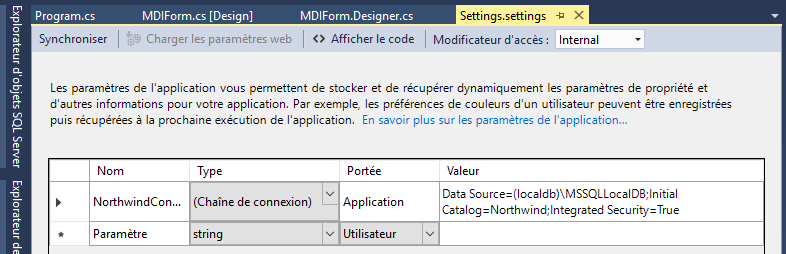 Program.cs MDIForm.cs [Design] MDIForm.Designer.cs Settings.settings
Synchroniser Charger les paramètres web <> Afficher le code Modificateur d'accès : Internal
Les paramètres de l'application vous permettent de stocker et de récupérer dynamiquement les paramètres de propriété et
d'autres informations pour votre application. Par exemple, les préférences de couleurs d'un utilisateur peuvent être enregistrées
puis récupérées à la prochaine exécution de l'application. En savoir plus sur les paramètres de l'application...
Nom Type Portée Valeur
NorthwindCon... (Chaîne de connexion) Application Data Source=(localdb)\MSSQLLocalDB;Initial
Catalog=Northwind;Integrated Security=True
* Paramètre string Utilisateur
Explorateur d'objets SQL Server
Explorateur de